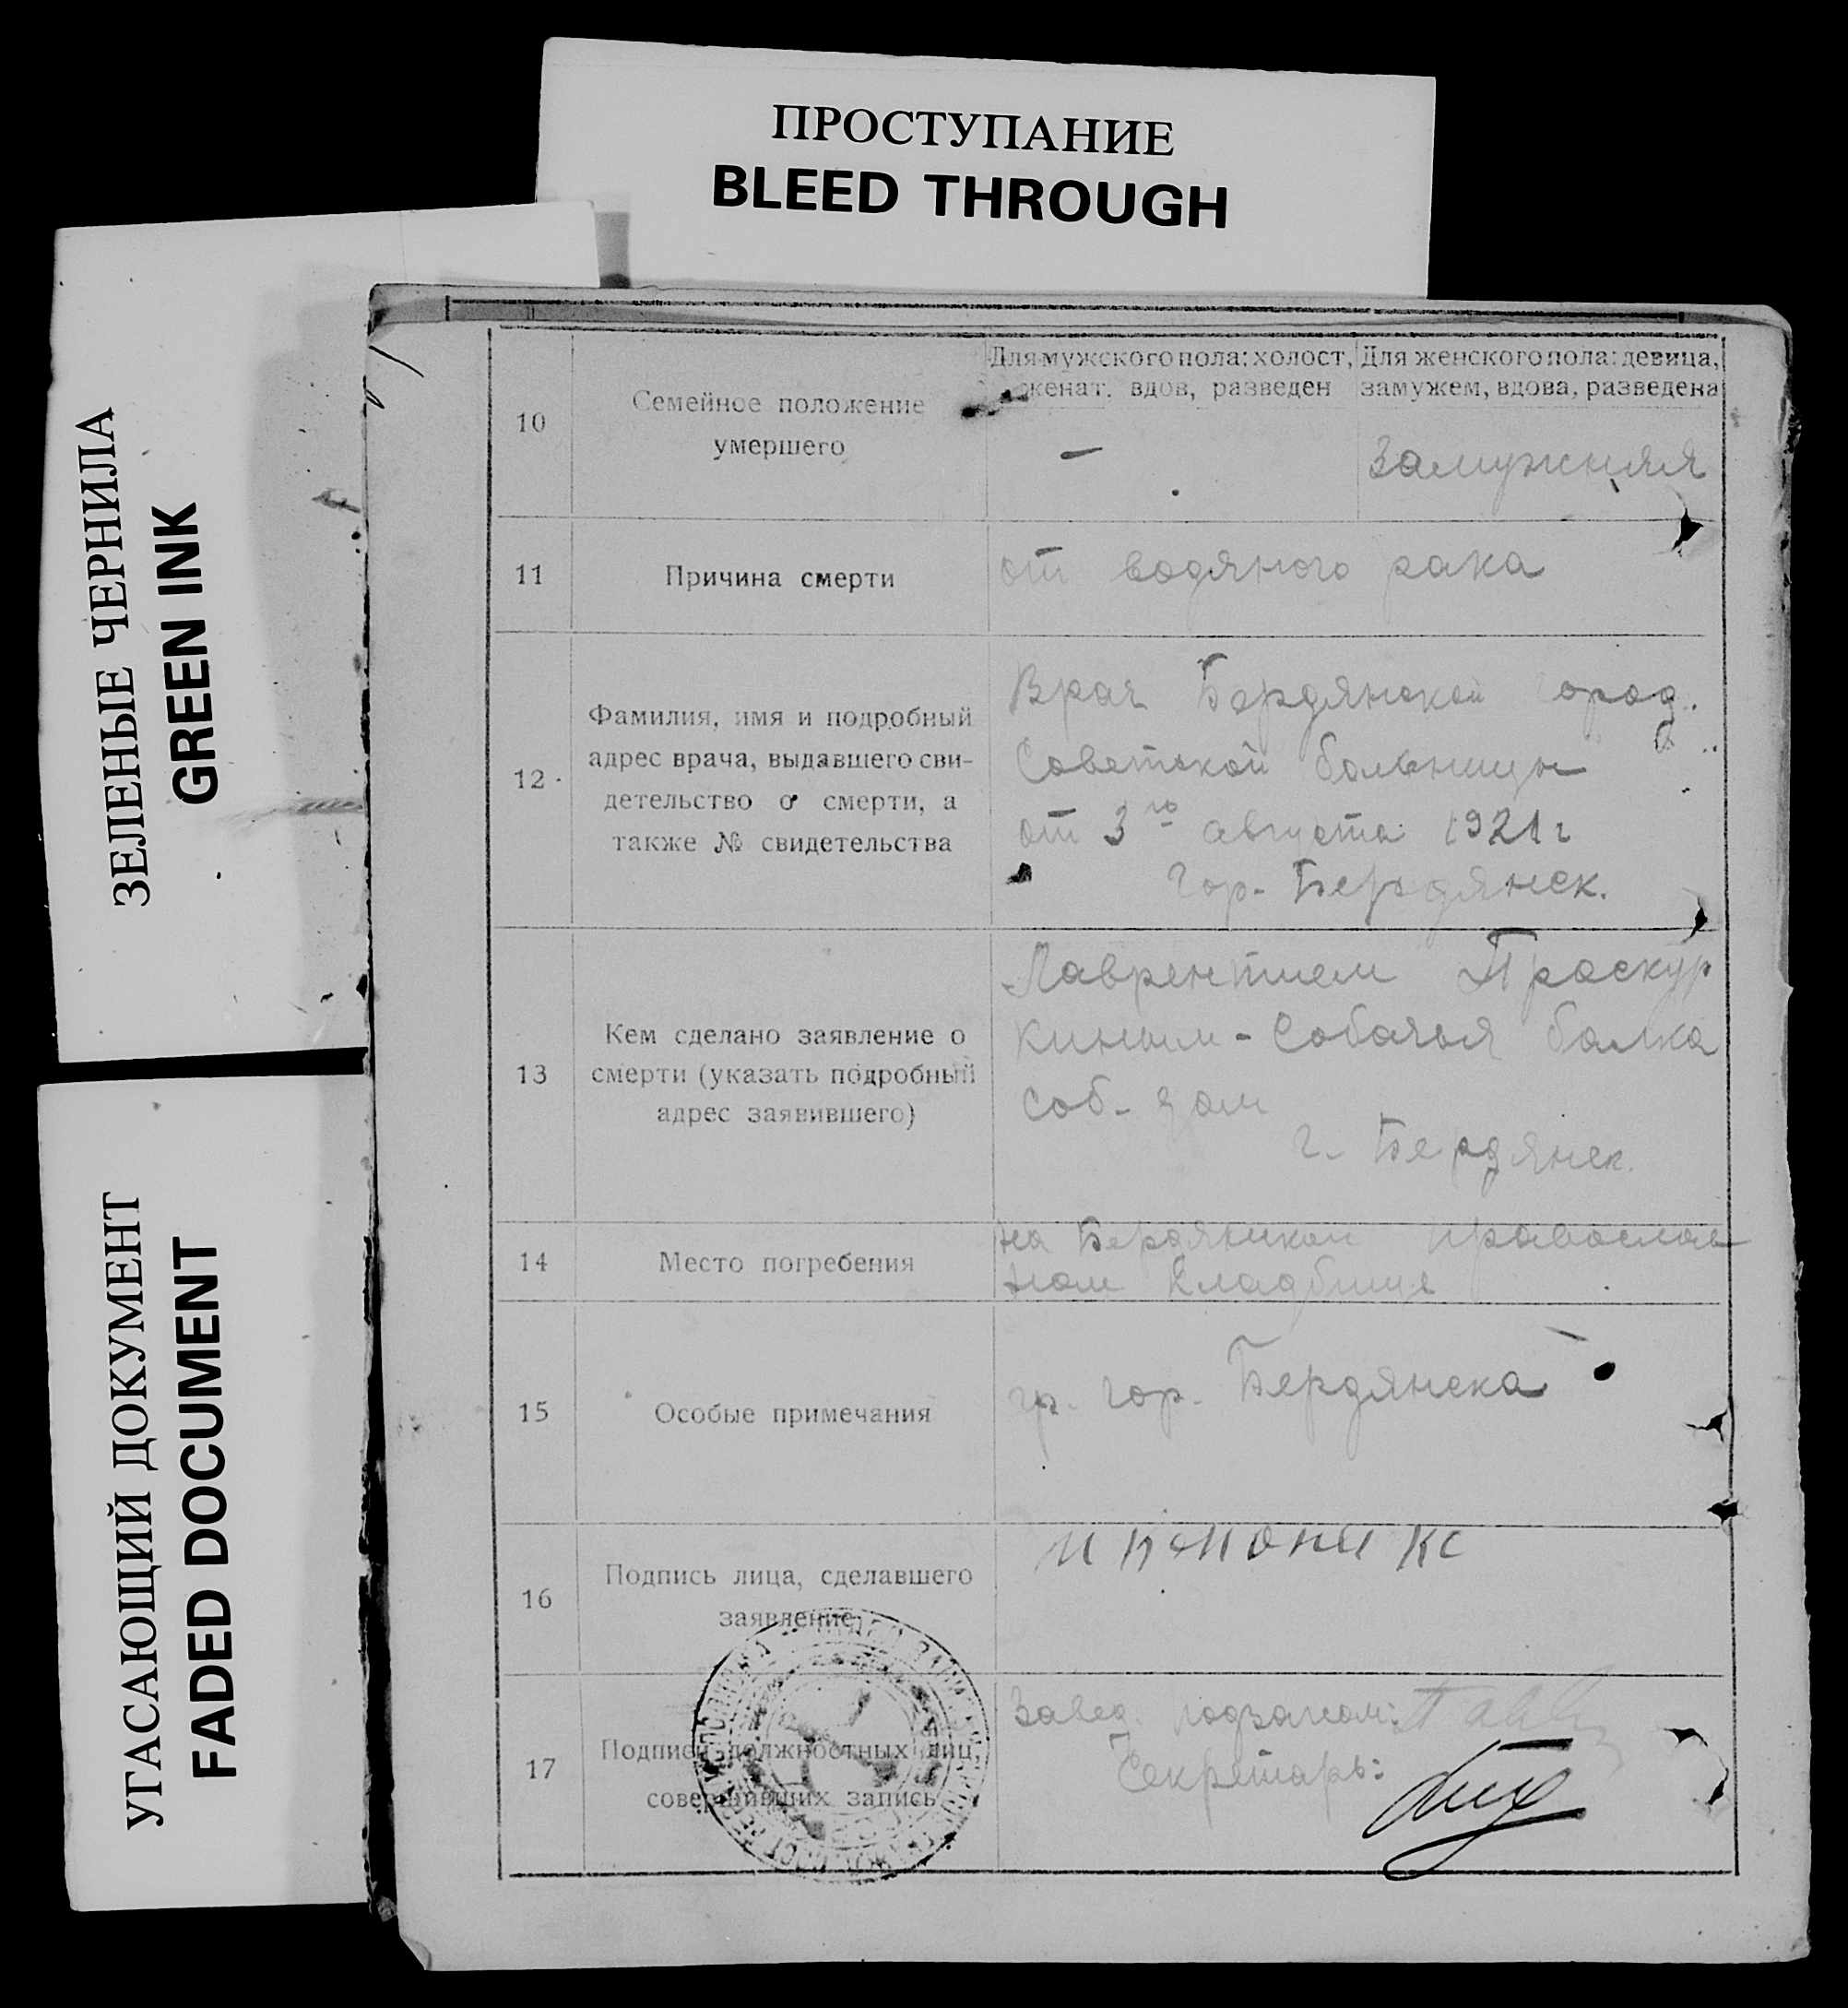 ПРОСТУПАНИЕ
BLEED THROUGH
ЗЕЛЕНЫЕ ЧЕРНИЛА
GREEN INK
УГАСАЮЩИЙ ДОКУМЕНТ
FADED DOCUMENT
10
Семейное положение
умершего
Для мужского пола: холост,
женат, вдов, разведен
—
Для женского пола: девица,
замужем, вдова, разведена
Замужняя
11
Причина смерти
от водяного рака
12
Фамилия, имя и подробный
адрес врача, выдавшего сви-
детельство о смерти, а
также № свидетельства
Врач Бердянской город.
Советской больницы
от 3го августа 1921 г
Гор. Бердянск.
13
Кем сделано заявление о
смерти (указать подробный
адрес заявившего)
Лаврентием Проскур
киным - Собачья балка
соб. дом
г. Бердянск.
14
Место погребения
на Бердянском православ
ном кладбище
15
Особые примечания
гр. гор. Бердянска
16
Подпись лица, сделавшего
заявление
17
Подписи должностных лиц,
совершивших запись
Завед. подзагсом:
Секретарь: